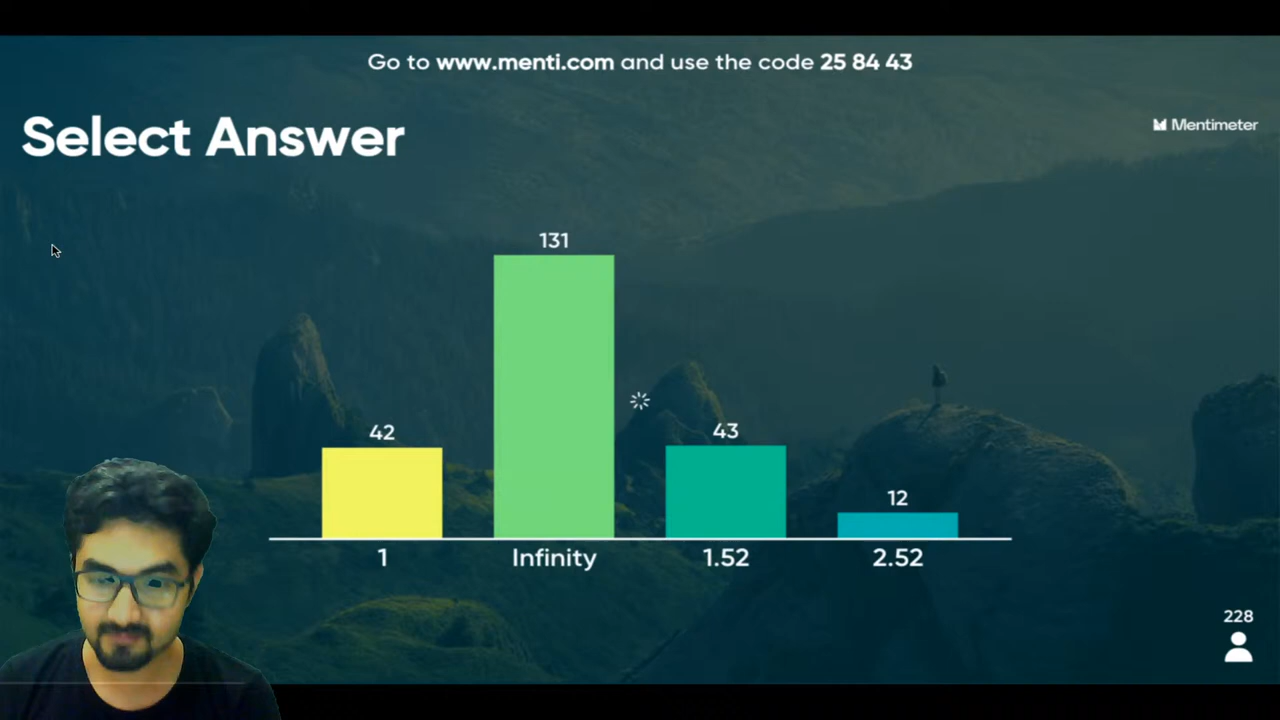 Go to www.menti.com and use the code 25 84 43
Select Answer
Mentimeter
131
42
43
12
1
Infinity
1.52
2.52
228